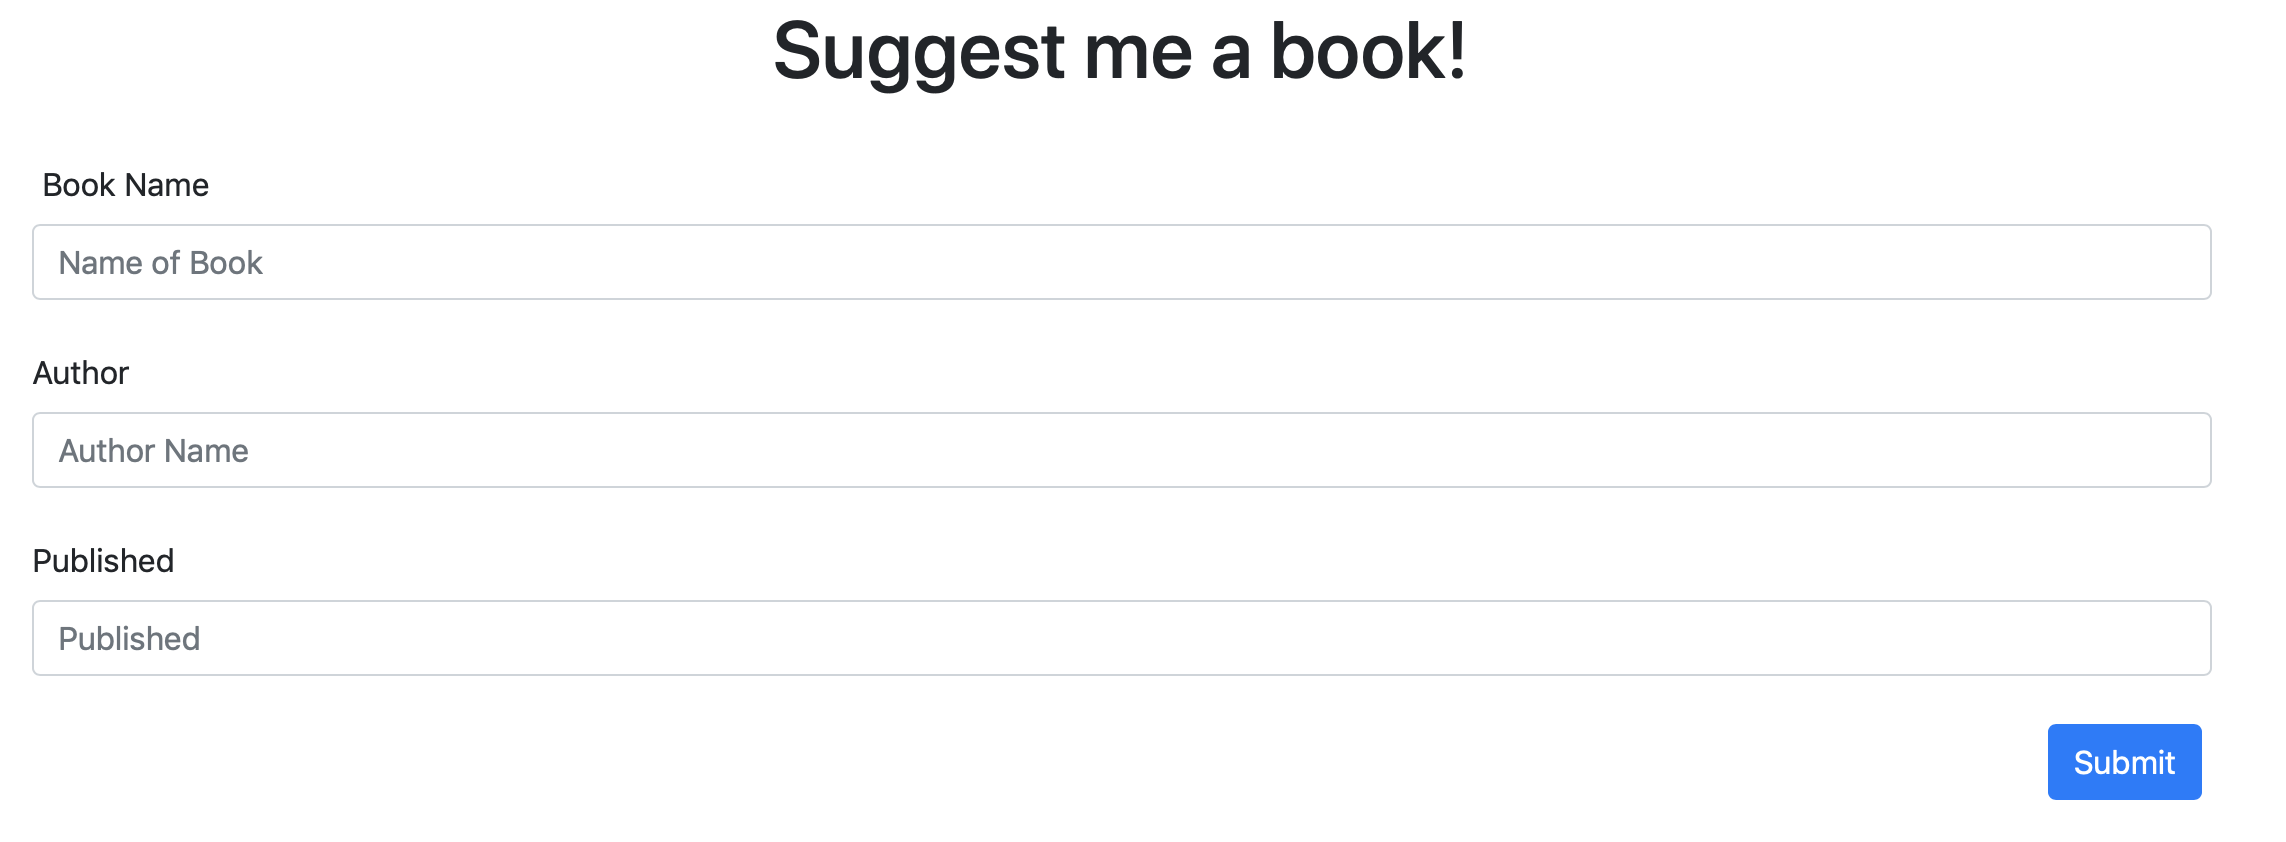 Suggest me a book!
Book Name
Name of Book
Author
Author Name
Published
Published
Submit